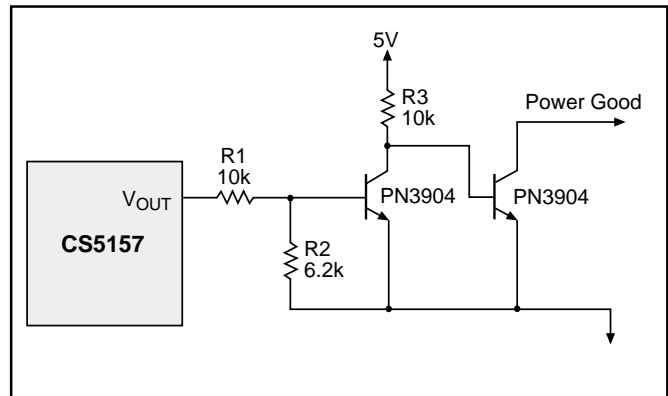 5V
R3
10k
Power Good
R1
10k
PN3904
PN3904
VOUT
CS5157
R2
6.2k